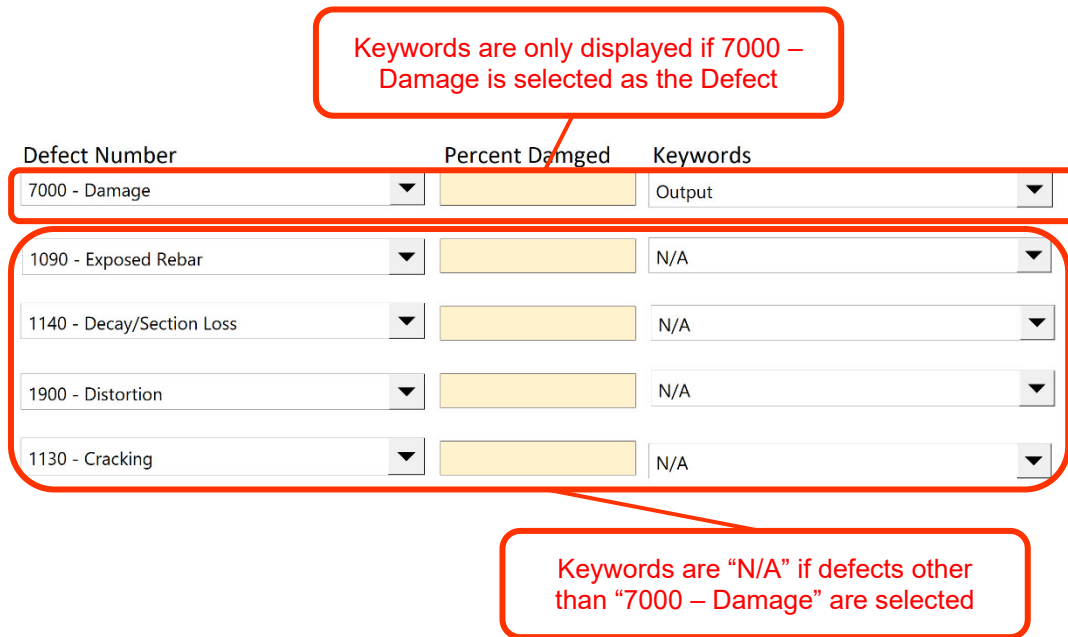 Keywords are only displayed if 7000 –
Damage is selected as the Defect
Defect Number Percent Damged Keywords
7000 - Damage Output
1090 - Exposed Rebar N/A
1140 - Decay/Section Loss N/A
1900 - Distortion N/A
1130 - Cracking N/A
Keywords are “N/A” if defects other
than “7000 – Damage” are selected